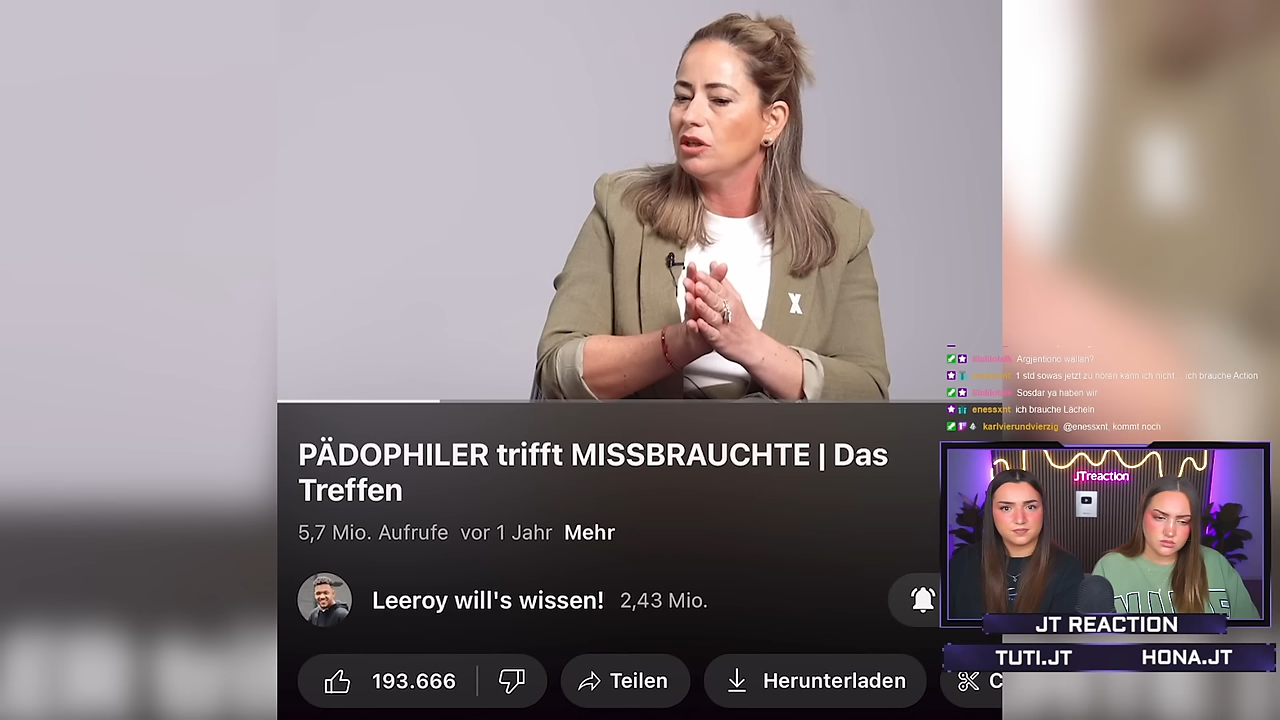 PÄDOPHILER trifft MISSBRAUCHTE | Das
Treffen
5,7 Mio. Aufrufe vor 1 Jahr Mehr
Leeroy will's wissen! 2,43 Mio.
193.666
Teilen
Herunterladen
C
Argjentiono wallah?
1 std sowas jetzt zu hören kann ich nicht ... ich brauche Action
Sosdar ya haben wir
enessxnt ich brauche Lächeln
karlvierundvierzig @enessxnt, kommt noch
JTreaction
JT REACTION
TUTI.JT
HONA.JT